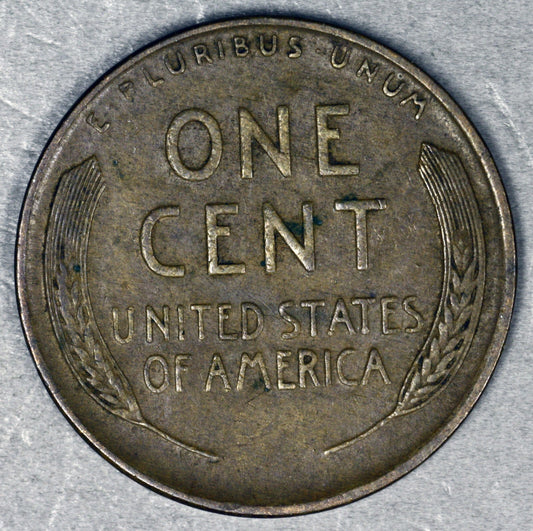 E PLURIBUS UNUM
ONE
CENT
UNITED STATES
OF AMERICA